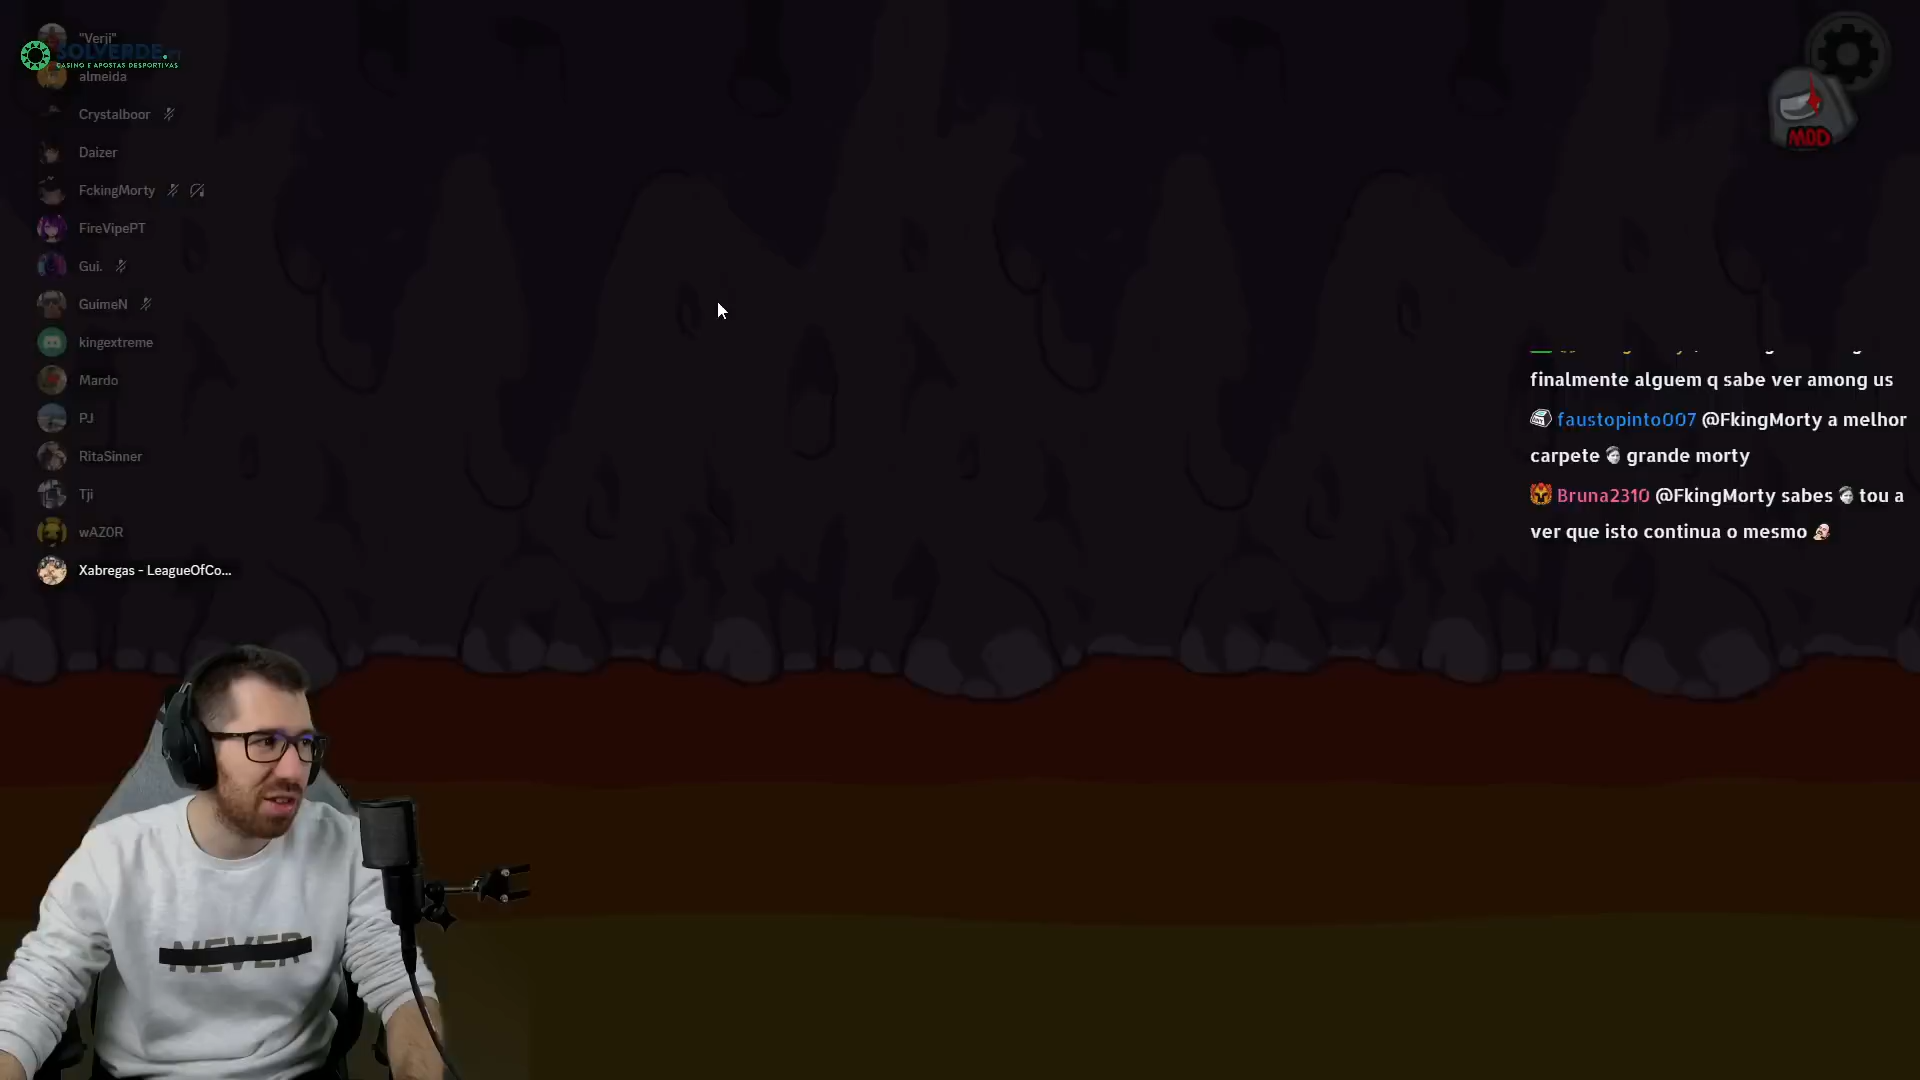 "Verji"
SOLVERDE.PT
CASINO E APOSTAS DESPORTIVAS
almeida
Crystalboor
Daizer
FckingMorty
FireVipePT
Gui.
GuimeN
kingextreme
Mardo
PJ
RitaSinner
Tji
wAZ0R
Xabregas - LeagueOfCo...
MOD
finalmente alguem q sabe ver among us
faustopinto007 @FkingMorty a melhor
carpete grande morty
Bruna2310 @FkingMorty sabes tou a
ver que isto continua o mesmo
NEVER